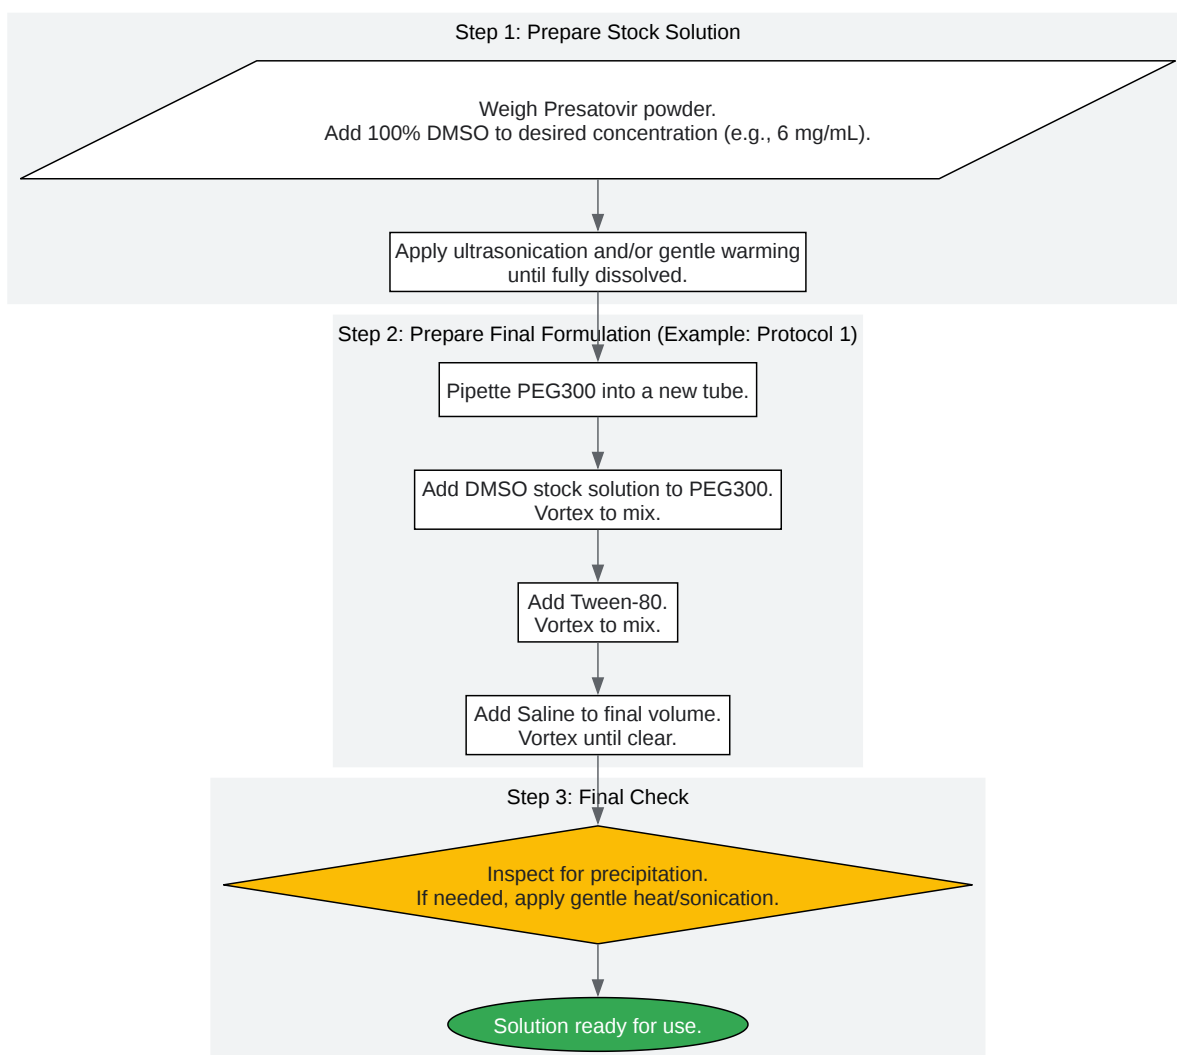 Step 1: Prepare Stock Solution
Weigh Presatovir powder.
Add 100% DMSO to desired concentration (e.g., 6 mg/mL).
Apply ultrasonication and/or gentle warming
until fully dissolved.
Step 2: Prepare Final Formulation (Example: Protocol 1)
Pipette PEG300 into a new tube.
Add DMSO stock solution to PEG300.
Vortex to mix.
Add Tween-80.
Vortex to mix.
Add Saline to final volume.
Vortex until clear.
Step 3: Final Check
Inspect for precipitation.
If needed, apply gentle heat/sonication.
Solution ready for use.